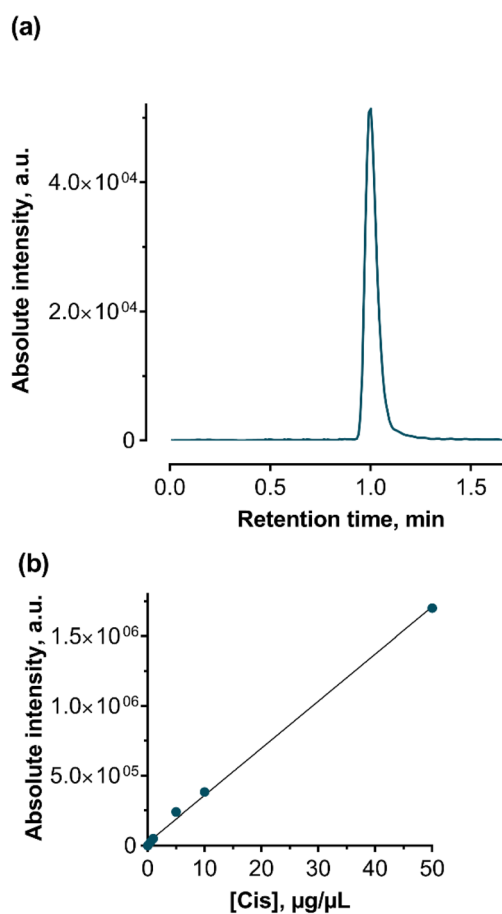 (a)
Absolute intensity, a.u.
4.0×10⁰⁴
2.0×10⁰⁴
0
0.0 0.5 1.0 1.5
Retention time, min
(b)
Absolute intensity, a.u.
1.5×10⁰⁶
1.0×10⁰⁶
5.0×10⁰⁵
0
0 10 20 30 40 50
[Cis], µg/µL